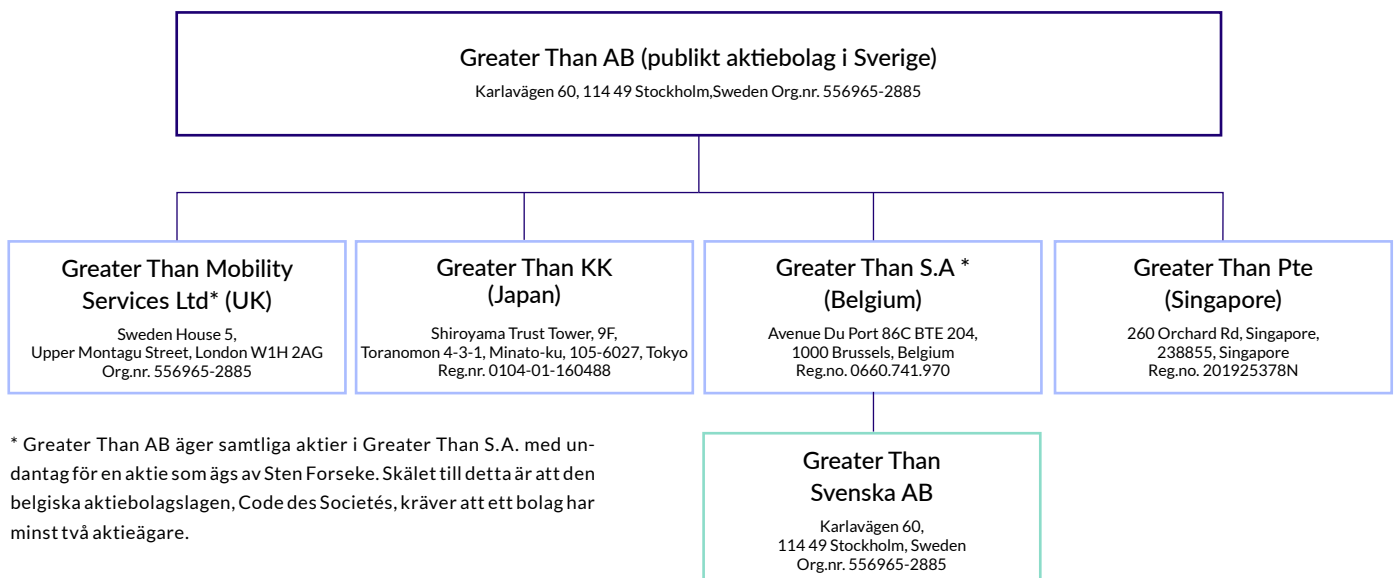 Greater Than AB (publikt aktiebolag i Sverige)
Karlavägen 60, 114 49 Stockholm,Sweden Org.nr. 556965-2885
Greater Than Mobility
Services Ltd* (UK)
Sweden House 5,
Upper Montagu Street, London W1H 2AG
Org.nr. 556965-2885
Greater Than KK
(Japan)
Shiroyama Trust Tower, 9F,
Toranomon 4-3-1, Minato-ku, 105-6027, Tokyo
Reg.nr. 0104-01-160488
Greater Than S.A *
(Belgium)
Avenue Du Port 86C BTE 204,
1000 Brussels, Belgium
Reg.no. 0660.741.970
Greater Than Pte
(Singapore)
260 Orchard Rd, Singapore,
238855, Singapore
Reg.no. 201925378N
* Greater Than AB äger samtliga aktier i Greater Than S.A. med un-
dantag för en aktie som ägs av Sten Forseke. Skälet till detta är att den
belgiska aktiebolagslagen, Code des Societés, kräver att ett bolag har
minst två aktieägare.
Greater Than
Svenska AB
Karlavägen 60,
114 49 Stockholm, Sweden
Org.nr. 556965-2885